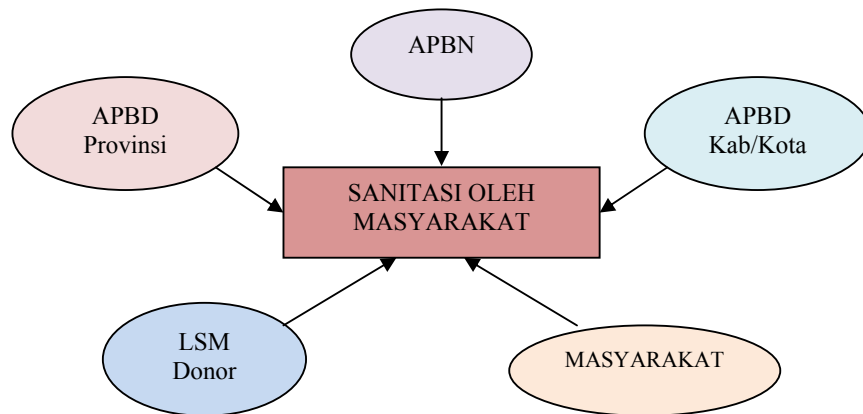 APBN
APBD
Provinsi
APBD
Kab/Kota
SANITASI OLEH
MASYARAKAT
LSM
Donor
MASYARAKAT